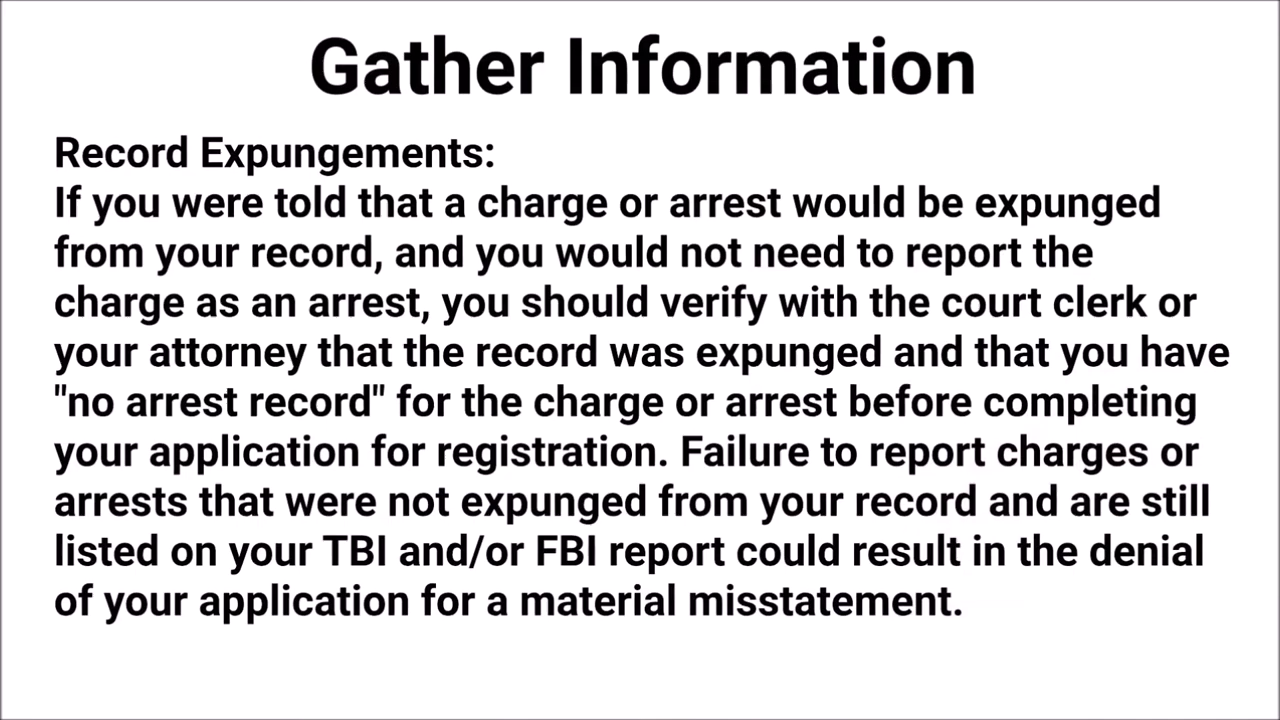 Gather Information
Record Expungements:
If you were told that a charge or arrest would be expunged
from your record, and you would not need to report the
charge as an arrest, you should verify with the court clerk or
your attorney that the record was expunged and that you have
"no arrest record" for the charge or arrest before completing
your application for registration. Failure to report charges or
arrests that were not expunged from your record and are still
listed on your TBI and/or FBI report could result in the denial
of your application for a material misstatement.